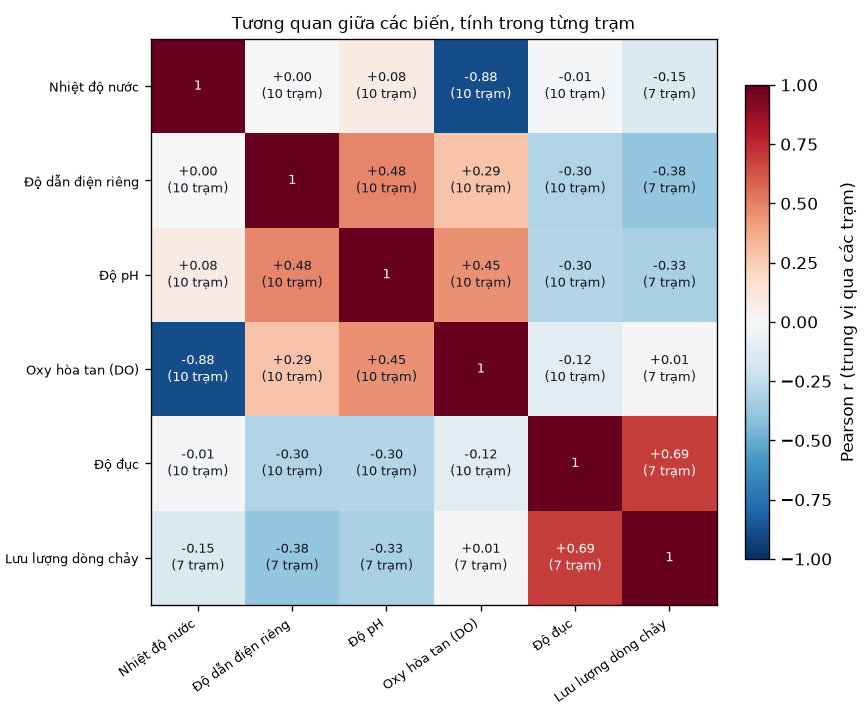 Tương quan giữa các biến, tính trong từng trạm
Nhiệt độ nước
1
+0.00
(10 trạm)
+0.08
(10 trạm)
-0.88
(10 trạm)
-0.01
(10 trạm)
-0.15
(7 trạm)
Độ dẫn điện riêng
+0.00
(10 trạm)
1
+0.48
(10 trạm)
+0.29
(10 trạm)
-0.30
(10 trạm)
-0.38
(7 trạm)
Độ pH
+0.08
(10 trạm)
+0.48
(10 trạm)
1
+0.45
(10 trạm)
-0.30
(10 trạm)
-0.33
(7 trạm)
Oxy hòa tan (DO)
-0.88
(10 trạm)
+0.29
(10 trạm)
+0.45
(10 trạm)
1
-0.12
(10 trạm)
+0.01
(7 trạm)
Độ đục
-0.01
(10 trạm)
-0.30
(10 trạm)
-0.30
(10 trạm)
-0.12
(10 trạm)
1
+0.69
(7 trạm)
Lưu lượng dòng chảy
-0.15
(7 trạm)
-0.38
(7 trạm)
-0.33
(7 trạm)
+0.01
(7 trạm)
+0.69
(7 trạm)
1
Nhiệt độ nước
Độ dẫn điện riêng
Độ pH
Oxy hòa tan (DO)
Độ đục
Lưu lượng dòng chảy
1.00
0.75
0.50
0.25
0.00
−0.25
−0.50
−0.75
−1.00
Pearson r (trung vị qua các trạm)